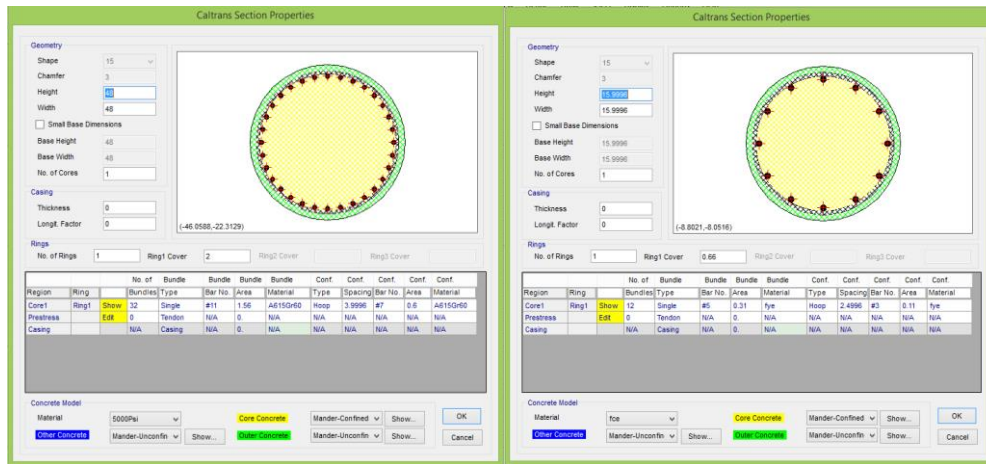 Caltrans Section Properties
Geometry
Shape 15
Chamfer 3
Height 48
Width 48
Small Base Dimensions
Base Height 48
Base Width 48
No. of Cores 1
Casing
Thickness 0
Longit. Factor 0
(-46.0588,-22.3129)
Rings
No. of Rings 1 Ring1 Cover 2 Ring2 Cover Ring3 Cover
No. of Bundle Bundle Bundle Bundle Conf. Conf. Conf. Conf. Conf.
Region Ring Bundles Type Bar No. Area Material Type Spacing Bar No. Area Material
Core1 Ring1 Show 32 Single #11 1.56 A615Gr60 Hoop 3.9996 #7 0.6 A615Gr60
Prestress Edit 0 Tendon N/A 0. N/A N/A N/A N/A N/A N/A
Casing N/A Casing N/A 0. N/A N/A N/A N/A N/A N/A
Concrete Model
Material 5000Psi Core Concrete Mander-Confined Show... OK
Other Concrete Mander-Unconfin Show... Outer Concrete Mander-Unconfin Show... Cancel
Caltrans Section Properties
Geometry
Shape 15
Chamfer 3
Height 15.9996
Width 15.9996
Small Base Dimensions
Base Height 15.9996
Base Width 15.9996
No. of Cores 1
Casing
Thickness 0
Longit. Factor 0
(-8.8021,-8.0516)
Rings
No. of Rings 1 Ring1 Cover 0.66 Ring2 Cover Ring3 Cover
No. of Bundle Bundle Bundle Bundle Conf. Conf. Conf. Conf. Conf.
Region Ring Bundles Type Bar No. Area Material Type Spacing Bar No. Area Material
Core1 Ring1 Show 12 Single #5 0.31 fye Hoop 2.4996 #3 0.11 fye
Prestress Edit 0 Tendon N/A 0. N/A N/A N/A N/A N/A N/A
Casing N/A Casing N/A 0. N/A N/A N/A N/A N/A N/A
Concrete Model
Material fce Core Concrete Mander-Confined Show... OK
Other Concrete Mander-Unconfin Show... Outer Concrete Mander-Unconfin Show... Cancel